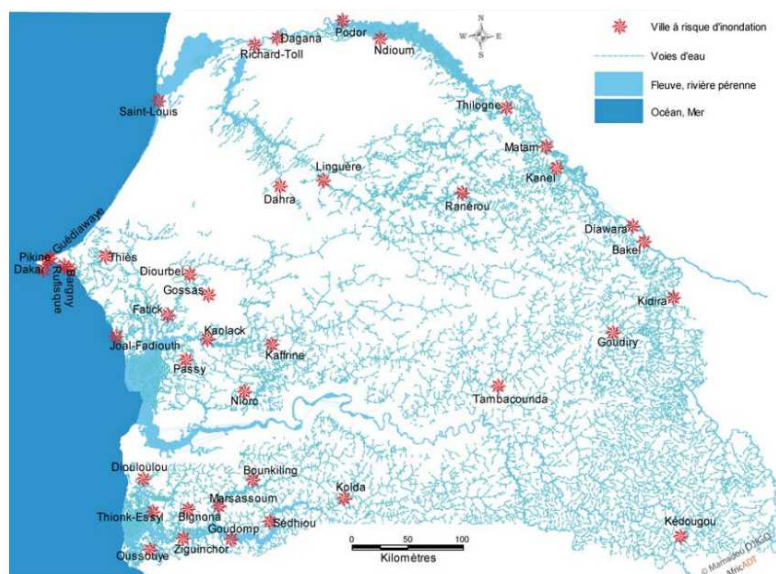 Podor
Dagana
Ndioum
Richard-Toll
N
W E
S
Ville à risque d'inondation
Voies d'eau
Fleuve, rivière pérenne
Océan, Mer
Saint-Louis
Thilogne
Matam
Kanel
Linguère
Dahra
Ranérou
Diawara
Bakel
Guédiawaye
Pikine
Dakar
Rufisque
Bargny
Thiès
Diourbel
Gossas
Kidira
Fatick
Joal-Fadiouth
Kaolack
Kaffrine
Goudiry
Passy
Nioro
Tambacounda
Diouloulou
Bounkiling
Marsassoum
Kolda
Thionk-Essyl
Bignona
Goudomp
Sédhiou
Oussouye
Ziguinchor
Kédougou
0 50 100
Kilomètres
© Mamadou DJIGO
AfricADT